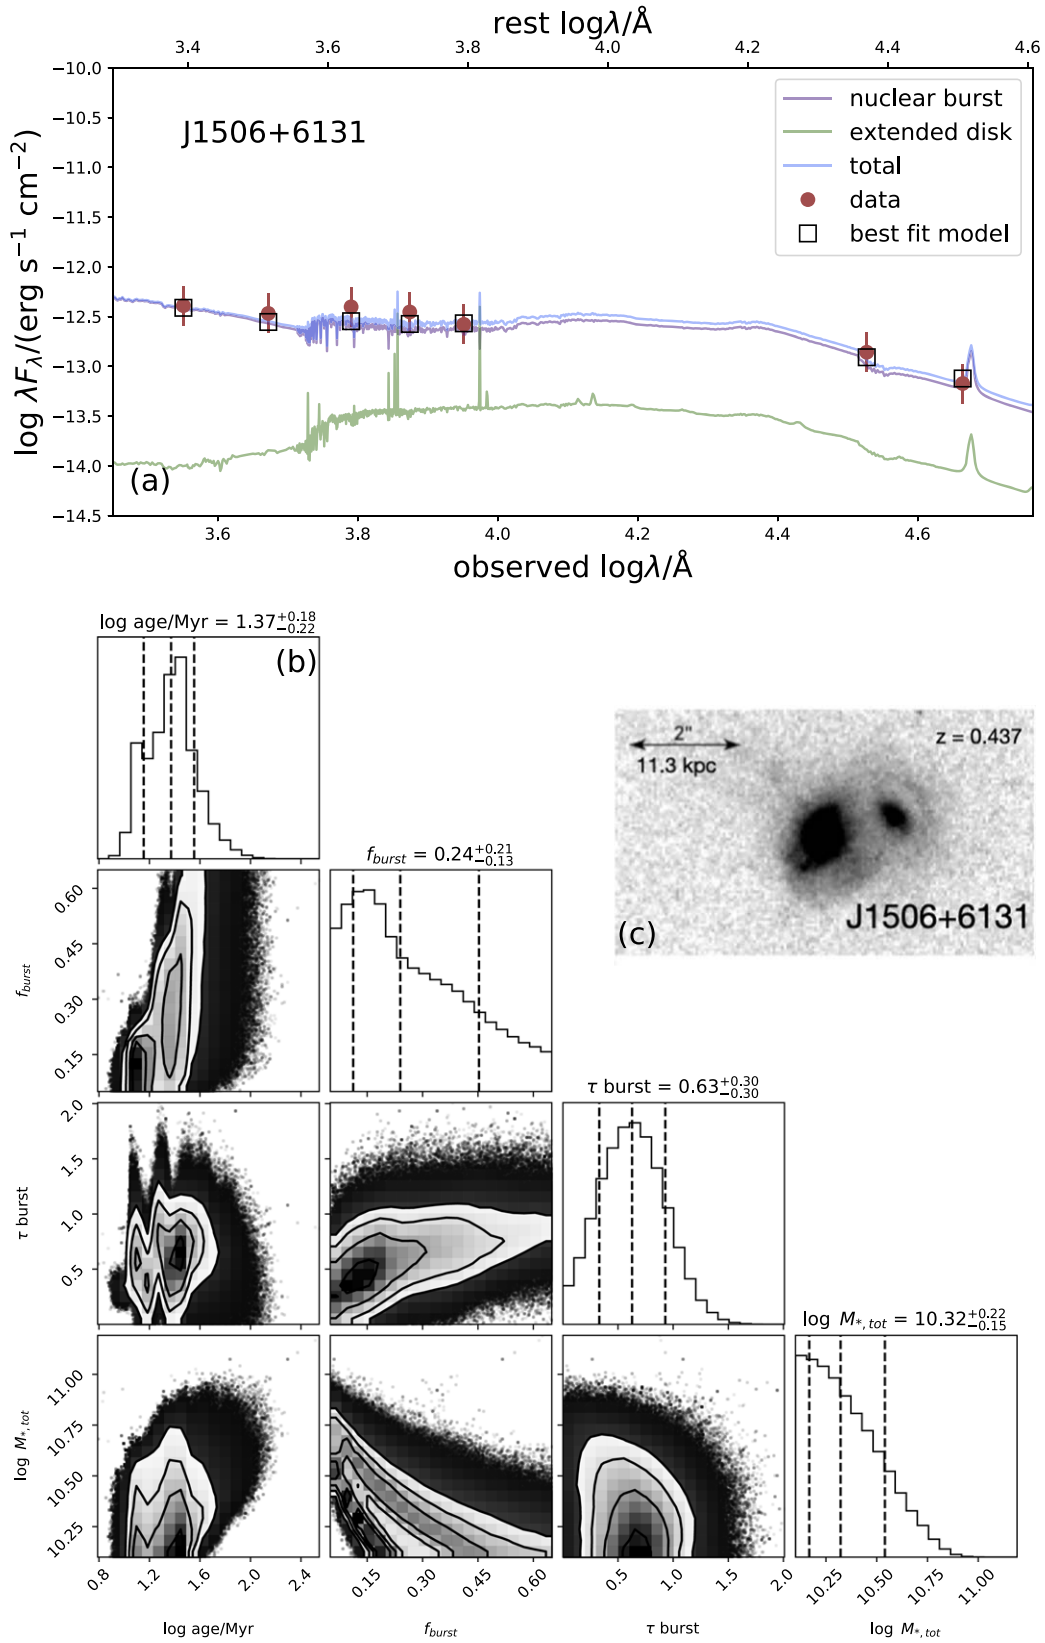 rest logλ/Å
3.4 3.6 3.8 4.0 4.2 4.4 4.6
−10.0
−10.5
−11.0
−11.5
−12.0
−12.5
−13.0
−13.5
−14.0
−14.5
log λFλ/(erg s⁻¹ cm⁻²)
J1506+6131
nuclear burst
extended disk
total
data
best fit model
(a)
3.6 3.8 4.0 4.2 4.4 4.6
observed logλ/Å
log age/Myr = 1.37+0.18−0.22
(b)
2"
11.3 kpc
z = 0.437
J1506+6131
(c)
f_burst = 0.24+0.21−0.13
0.60
0.45
0.30
0.15
f_burst
τ burst = 0.63+0.30−0.30
2.0
1.5
1.0
0.5
τ burst
log M*,tot = 10.32+0.22−0.15
11.00
10.75
10.50
10.25
log M*,tot
0.8 1.2 1.6 2.0 2.4
0.15 0.30 0.45 0.60
0.5 1.0 1.5 2.0
10.25 10.50 10.75 11.00
log age/Myr
f_burst
τ burst
log M*,tot